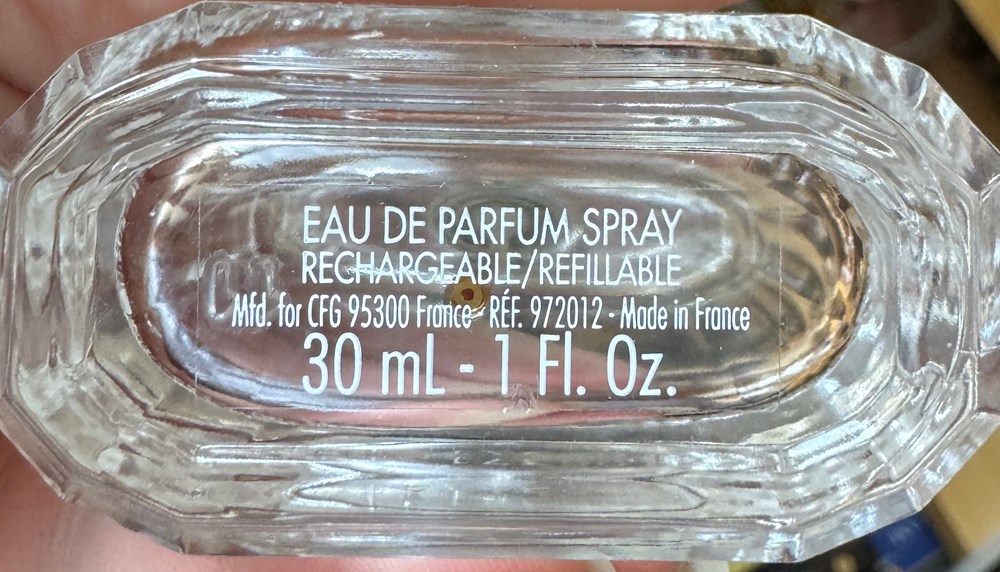 EAU DE PARFUM SPRAY
RECHARGEABLE/REFILLABLE
Mfd. for CFG 95300 France - RÉF. 972012 · Made in France
30 mL - 1 Fl. Oz.